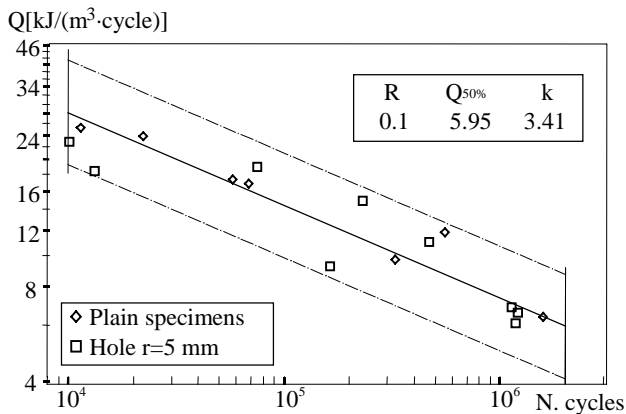 Q[kJ/(m³·cycle)]
46
34
24
16
12
8
4
R Q50% k
0.1 5.95 3.41
Plain specimens
Hole r=5 mm
10⁴ 10⁵ 10⁶ N. cycles